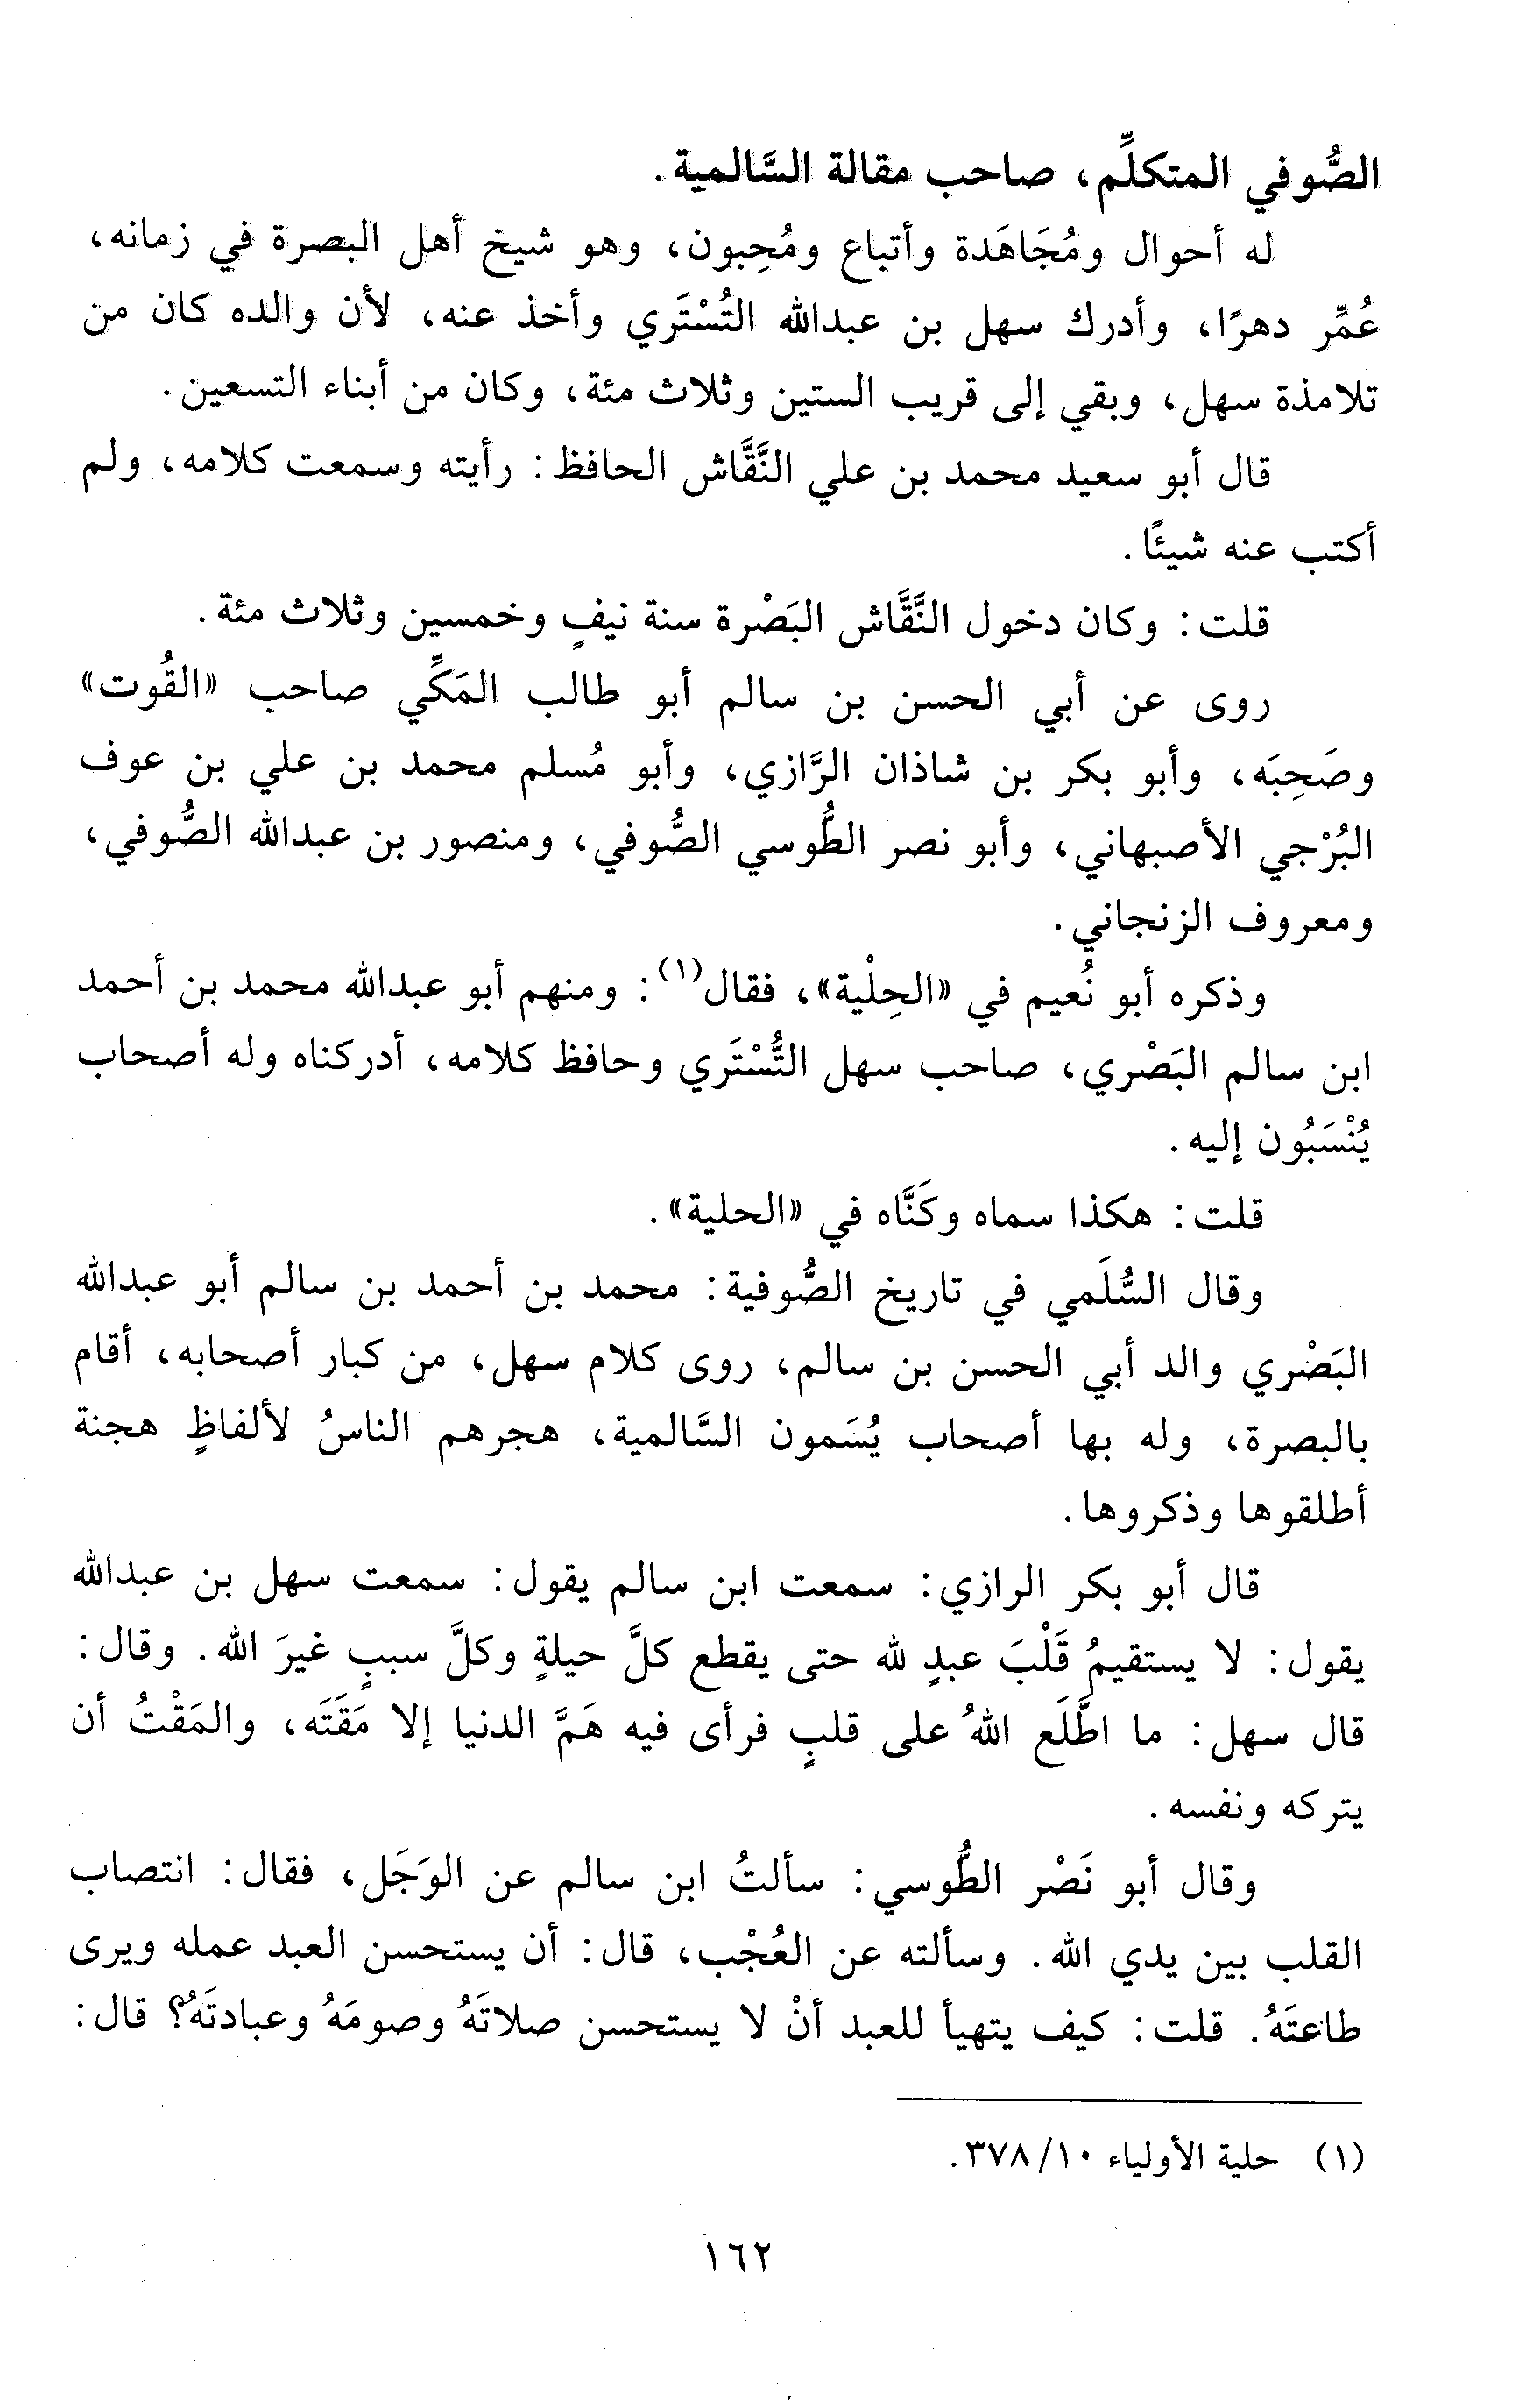 الصُّوفي المتكلِّم، صاحب مقالة السَّالمية.
له أحوال ومُجَاهَدة وأتباع ومُحِبون، وهو شيخ أهل البصرة في زمانه،
عُمِّر دهرًا، وأدرك سهل بن عبدالله التُسْتَري وأخذ عنه، لأن والده كان من
تلامذة سهل، وبقي إلى قريب الستين وثلاث مئة، وكان من أبناء التسعين.
قال أبو سعيد محمد بن علي النَّقَّاش الحافظ: رأيته وسمعت كلامه، ولم
أكتب عنه شيئًا.
قلت: وكان دخول النَّقَّاش البَصْرة سنة نيفٍ وخمسين وثلاث مئة.
روى عن أبي الحسن بن سالم أبو طالب المَكِّي صاحب «القُوت»
وصَحِبَه، وأبو بكر بن شاذان الرَّازي، وأبو مُسلم محمد بن علي بن عوف
البُرْجي الأصبهاني، وأبو نصر الطُّوسي الصُّوفي، ومنصور بن عبدالله الصُّوفي،
ومعروف الزنجاني.
وذكره أبو نُعيم في «الحِلْية»، فقال(١): ومنهم أبو عبدالله محمد بن أحمد
ابن سالم البَصْري، صاحب سهل التُّسْتَري وحافظ كلامه، أدركناه وله أصحاب
يُنْسَبُون إليه.
قلت: هكذا سماه وكَنَّاه في «الحلية».
وقال السُّلَمي في تاريخ الصُّوفية: محمد بن أحمد بن سالم أبو عبدالله
البَصْري والد أبي الحسن بن سالم، روى كلام سهل، من كبار أصحابه، أقام
بالبصرة، وله بها أصحاب يُسَمون السَّالمية، هجرهم الناسُ لألفاظٍ هجنة
أطلقوها وذكروها.
قال أبو بكر الرازي: سمعت ابن سالم يقول: سمعت سهل بن عبدالله
يقول: لا يستقيمُ قَلْبَ عبدٍ لله حتى يقطع كلَّ حيلةٍ وكلَّ سببٍ غيرَ الله. وقال:
قال سهل: ما اطَّلَع اللهُ على قلبٍ فرأى فيه هَمَّ الدنيا إلا مَقَتَه، والمَقْتُ أن
يتركه ونفسه.
وقال أبو نَصْر الطُّوسي: سألتُ ابن سالم عن الوَجَل، فقال: انتصاب
القلب بين يدي الله. وسألته عن العُجْب، قال: أن يستحسن العبد عمله ويرى
طاعتَهُ. قلت: كيف يتهيأ للعبد أنْ لا يستحسن صلاتَهُ وصومَهُ وعبادتَهُ؟ قال:
(١) حلية الأولياء ١٠/ ٣٧٨.
١٦٢